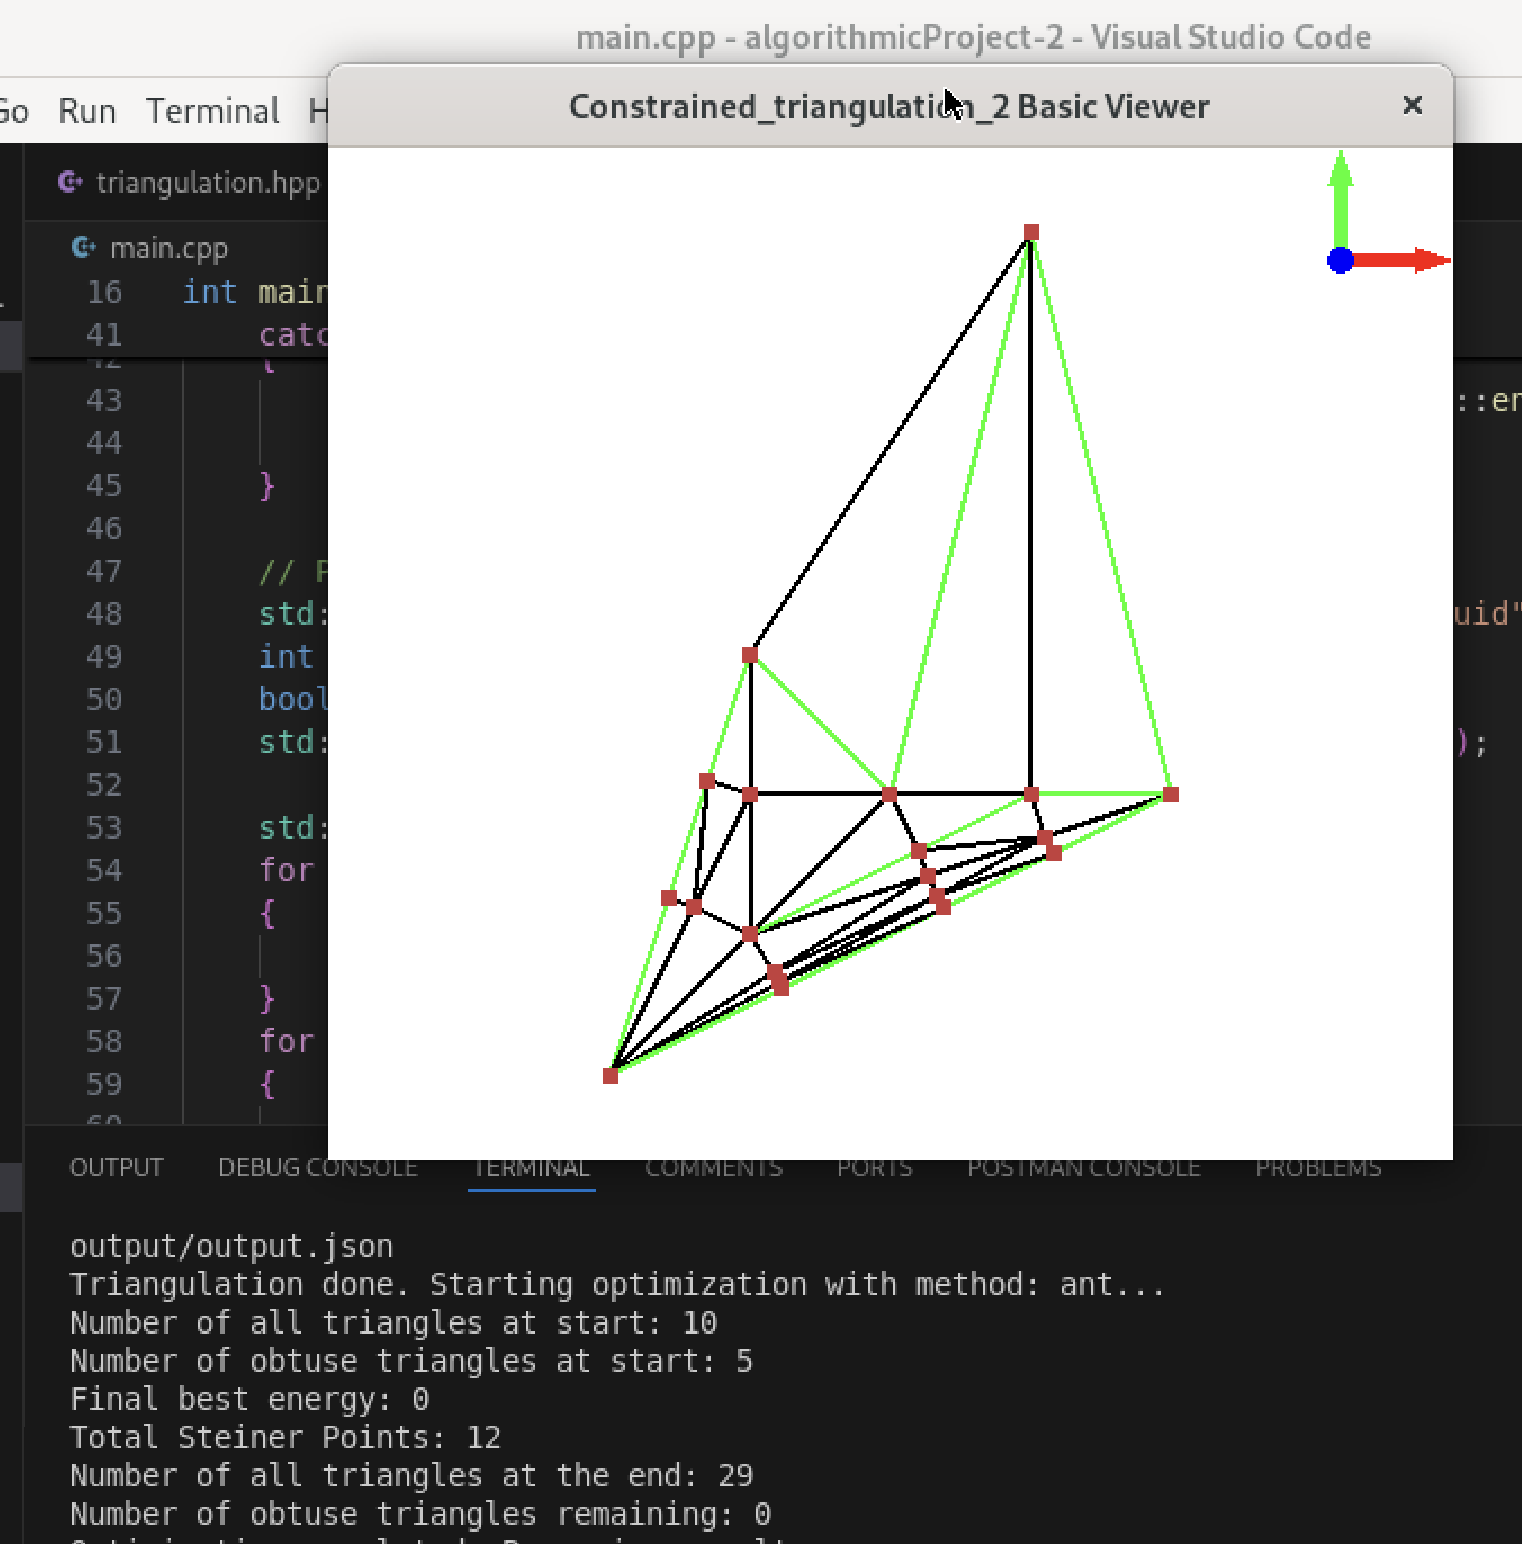 main.cpp - algorithmicProject-2 - Visual Studio Code
Go Run Terminal H
Constrained_triangulation_2 Basic Viewer ×
triangulation.hpp
main.cpp
16 int main
41 catc
42 {
43 ::er
44
45 }
46
47 // P
48 std: uid"
49 int
50 bool
51 std: );
52
53 std:
54 for
55 {
56
57 }
58 for
59 {
60
OUTPUT DEBUG CONSOLE TERMINAL COMMENTS PORTS POSTMAN CONSOLE PROBLEMS
output/output.json
Triangulation done. Starting optimization with method: ant...
Number of all triangles at start: 10
Number of obtuse triangles at start: 5
Final best energy: 0
Total Steiner Points: 12
Number of all triangles at the end: 29
Number of obtuse triangles remaining: 0